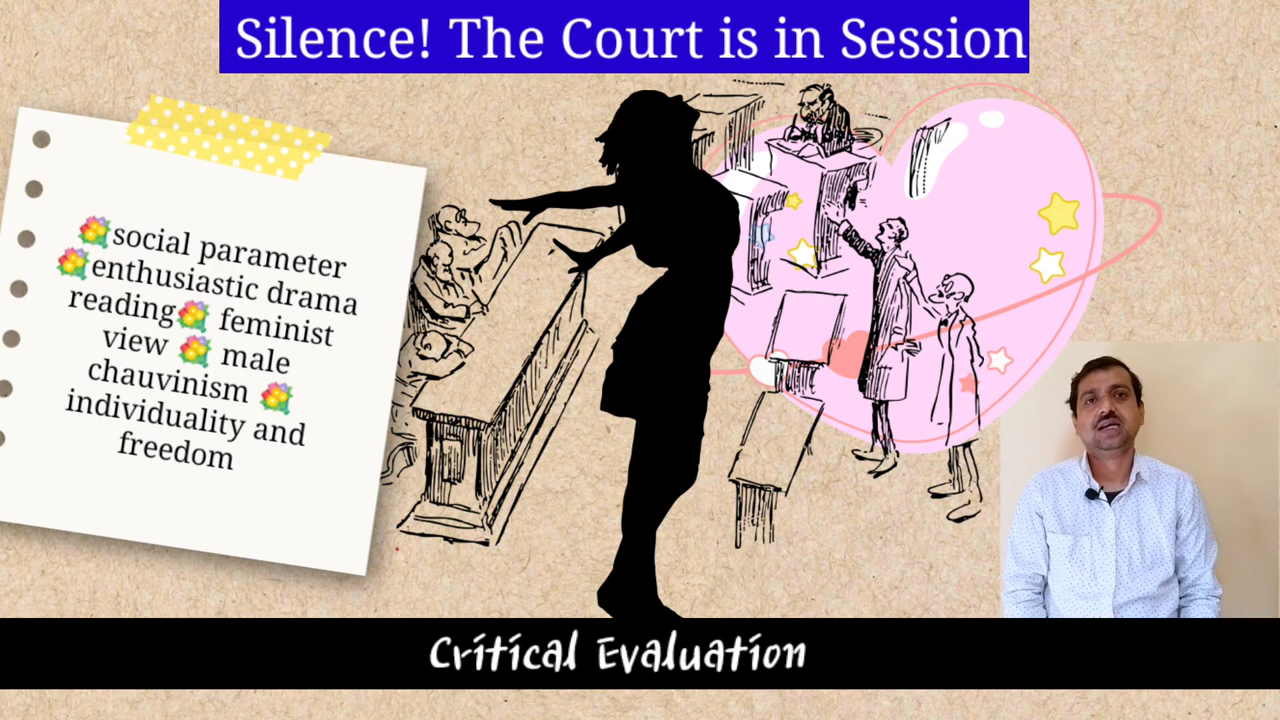 Silence! The Court is in Session
💐social parameter
💐enthusiastic drama
reading💐 feminist
view 💐 male
chauvinism 💐
individuality and
freedom
Critical Evaluation